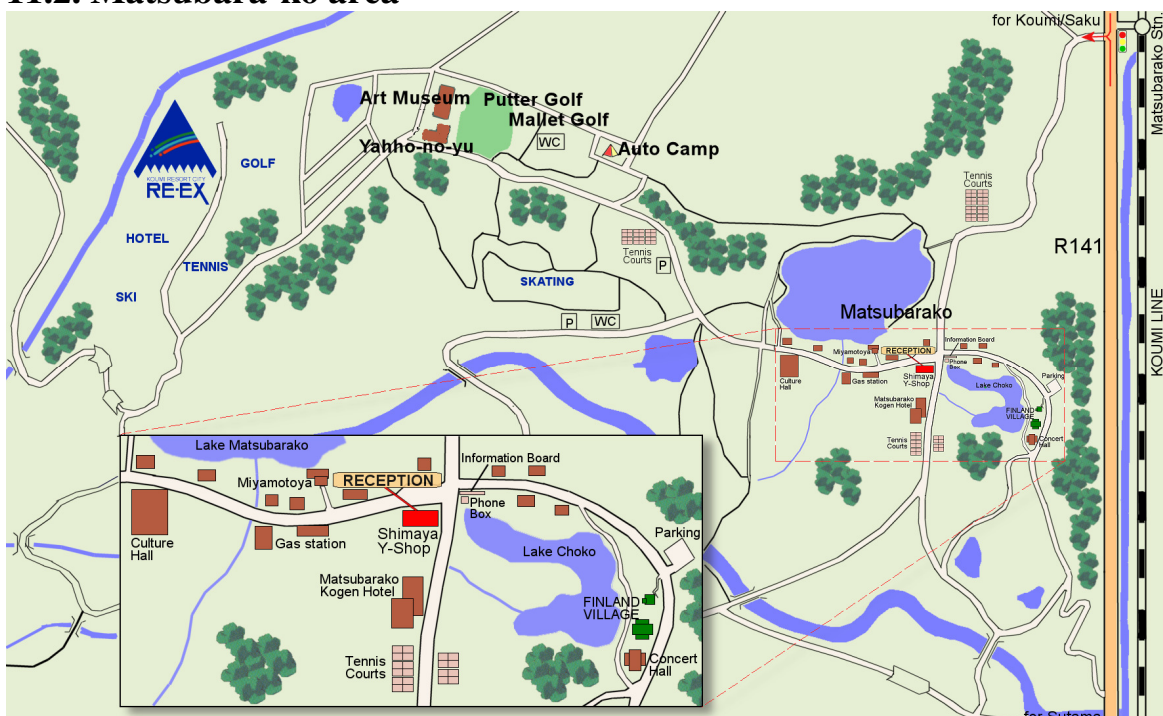 11.2. Matsubara-ko area
for Koumi/Saku
Matsubarako Stn.
Art Museum
Putter Golf
Mallet Golf
WC
Yahho-no-yu
Auto Camp
KOUMI RESORT CITY
RE-EX
GOLF
HOTEL
TENNIS
SKI
Tennis
Courts
Tennis
Courts
P
SKATING
P
WC
R141
KOUMI LINE
Matsubarako
Information Board
Miyamotoya
RECEPTION
Phone
Box
Culture
Hall
Gas station
Shimaya
Y-Shop
Lake Choko
Parking
Matsubarako
Kogen Hotel
FINLAND
VILLAGE
Tennis
Courts
Concert
Hall
Lake Matsubarako
Information Board
Miyamotoya
RECEPTION
Phone
Box
Culture
Hall
Gas station
Shimaya
Y-Shop
Lake Choko
Parking
Matsubarako
Kogen Hotel
FINLAND
VILLAGE
Tennis
Courts
Concert
Hall
for Sutama